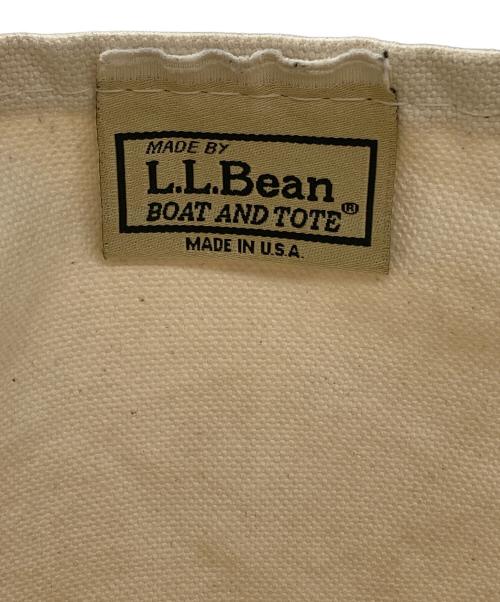 MADE BY
L.L.Bean
BOAT AND TOTE®
MADE IN U.S.A.